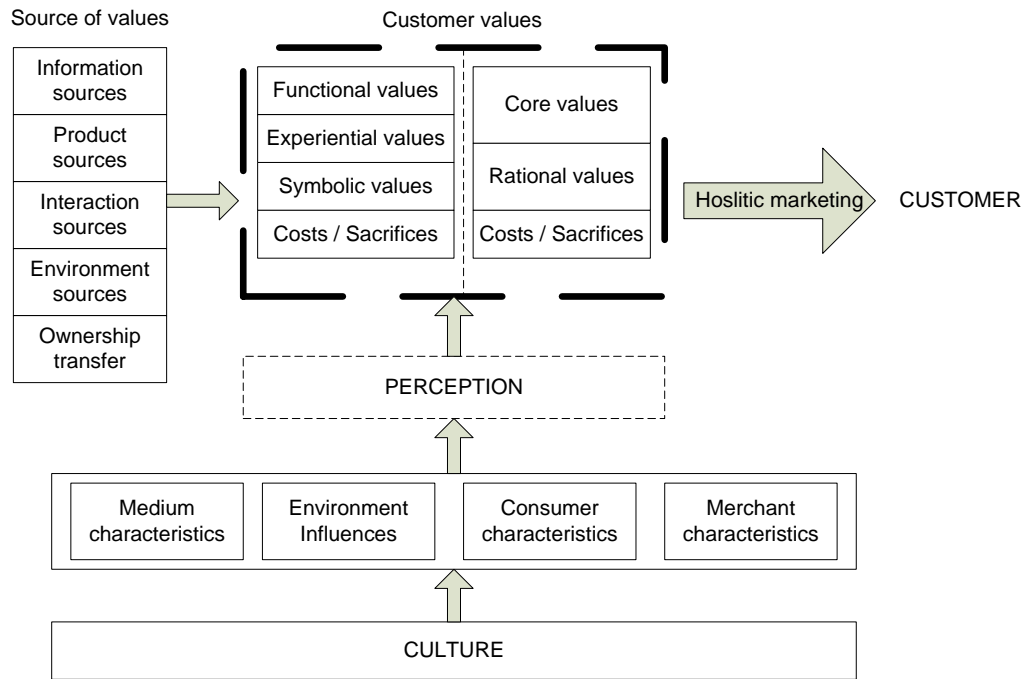 Source of values
Customer values
Information
sources
Product
sources
Interaction
sources
Environment
sources
Ownership
transfer
Functional values
Experiential values
Symbolic values
Costs / Sacrifices
Core values
Rational values
Costs / Sacrifices
Hoslitic marketing
CUSTOMER
PERCEPTION
Medium
characteristics
Environment
Influences
Consumer
characteristics
Merchant
characteristics
CULTURE